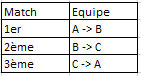 Match Equipe
1er A -> B
2ème B -> C
3ème C -> A